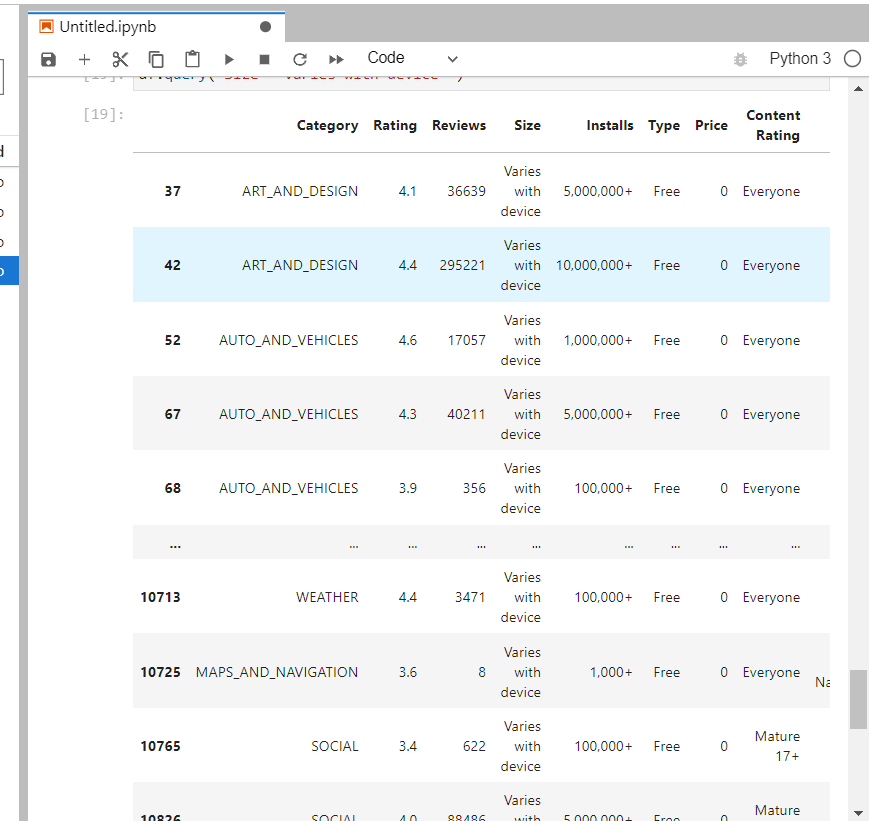 Untitled.ipynb
Code
Python 3
[19]:
Category Rating Reviews Size Installs Type Price Content Rating
37 ART_AND_DESIGN 4.1 36639 Varies with device 5,000,000+ Free 0 Everyone
42 ART_AND_DESIGN 4.4 295221 Varies with device 10,000,000+ Free 0 Everyone
52 AUTO_AND_VEHICLES 4.6 17057 Varies with device 1,000,000+ Free 0 Everyone
67 AUTO_AND_VEHICLES 4.3 40211 Varies with device 5,000,000+ Free 0 Everyone
68 AUTO_AND_VEHICLES 3.9 356 Varies with device 100,000+ Free 0 Everyone
... ... ... ... ... ... ... ... ...
10713 WEATHER 4.4 3471 Varies with device 100,000+ Free 0 Everyone
10725 MAPS_AND_NAVIGATION 3.6 8 Varies with device 1,000+ Free 0 Everyone Na
10765 SOCIAL 3.4 622 Varies with device 100,000+ Free 0 Mature 17+
10826 SOCIAL 4.0 88486 Varies with 5,000,000+ Free 0 Mature